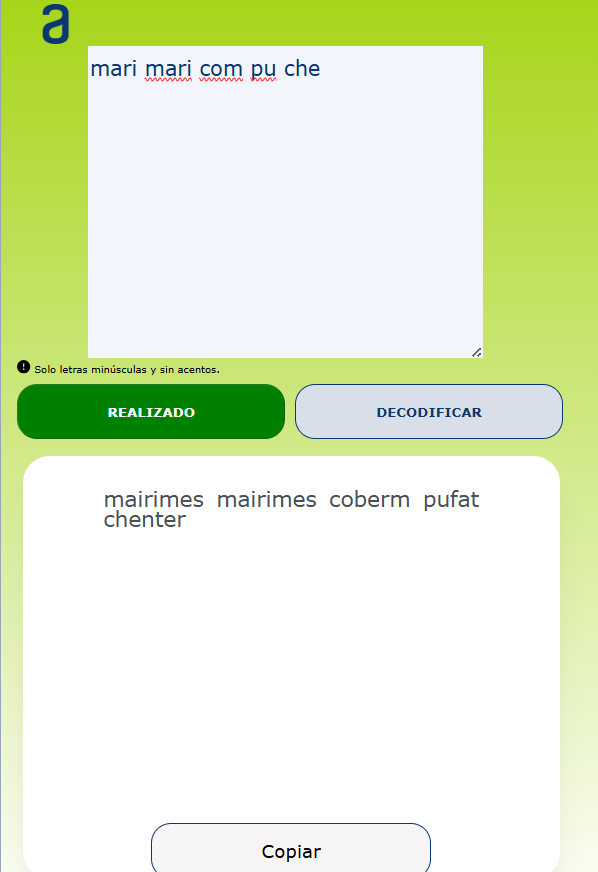 a
mari mari com pu che
Solo letras minúsculas y sin acentos.
REALIZADO
DECODIFICAR
mairimes mairimes coberm pufat
chenter
Copiar